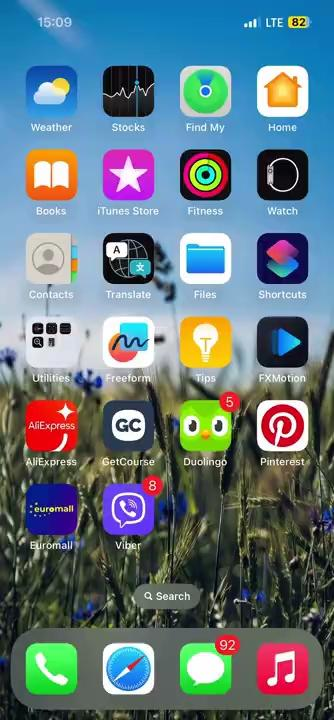 15:09 LTE 82
Weather Stocks Find My Home
Books iTunes Store Fitness Watch
A
Contacts Translate Files Shortcuts
Utilities Freeform Tips FXMotion
5
AliExpress GC
AliExpress GetCourse Duolingo Pinterest
8
euromall
Euromall Viber
Search
92